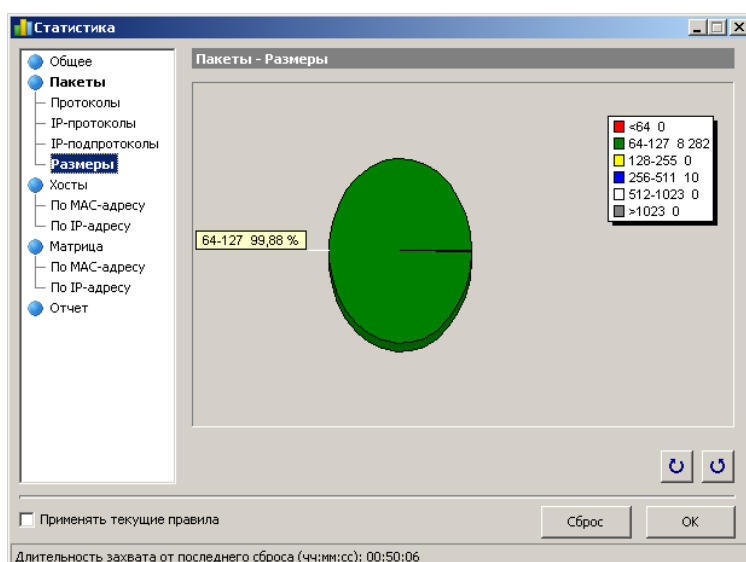 Статистика
Общее
Пакеты
Протоколы
IP-протоколы
IP-подпротоколы
Размеры
Хосты
По MAC-адресу
По IP-адресу
Матрица
По MAC-адресу
По IP-адресу
Отчет
Пакеты - Размеры
<64 0
64-127 8 282
128-255 0
256-511 10
512-1023 0
>1023 0
64-127 99,88 %
Применять текущие правила
Сброс
OK
Длительность захвата от последнего сброса (чч:мм:сс): 00:50:06